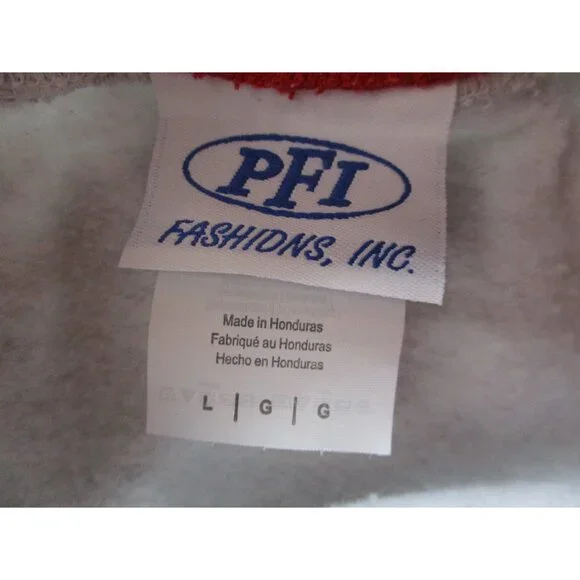 PFI
FASHIONS, INC.
Made in Honduras
Fabriqué au Honduras
Hecho en Honduras
L | G | G